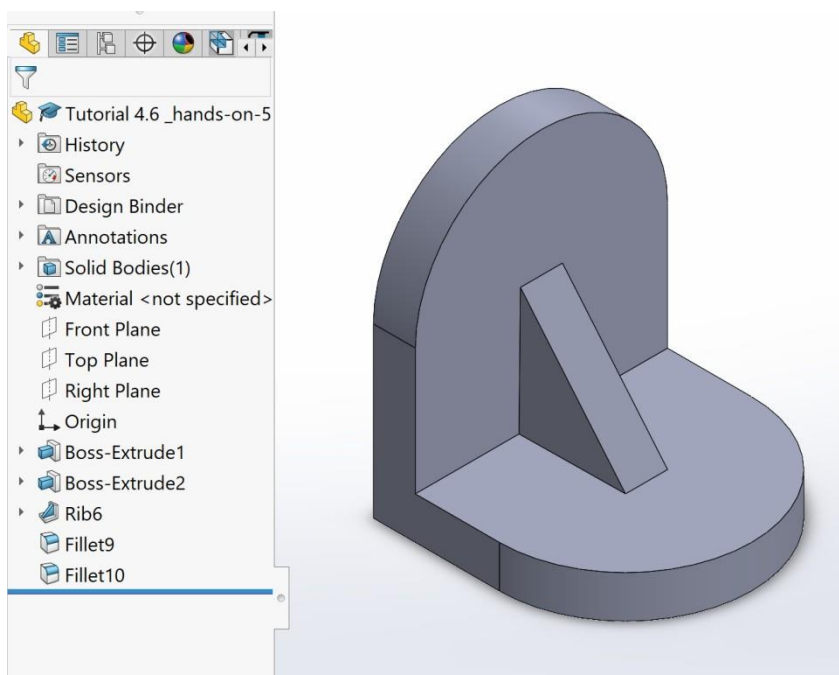 Tutorial 4.6 _hands-on-5
History
Sensors
Design Binder
Annotations
Solid Bodies(1)
Material <not specified>
Front Plane
Top Plane
Right Plane
Origin
Boss-Extrude1
Boss-Extrude2
Rib6
Fillet9
Fillet10